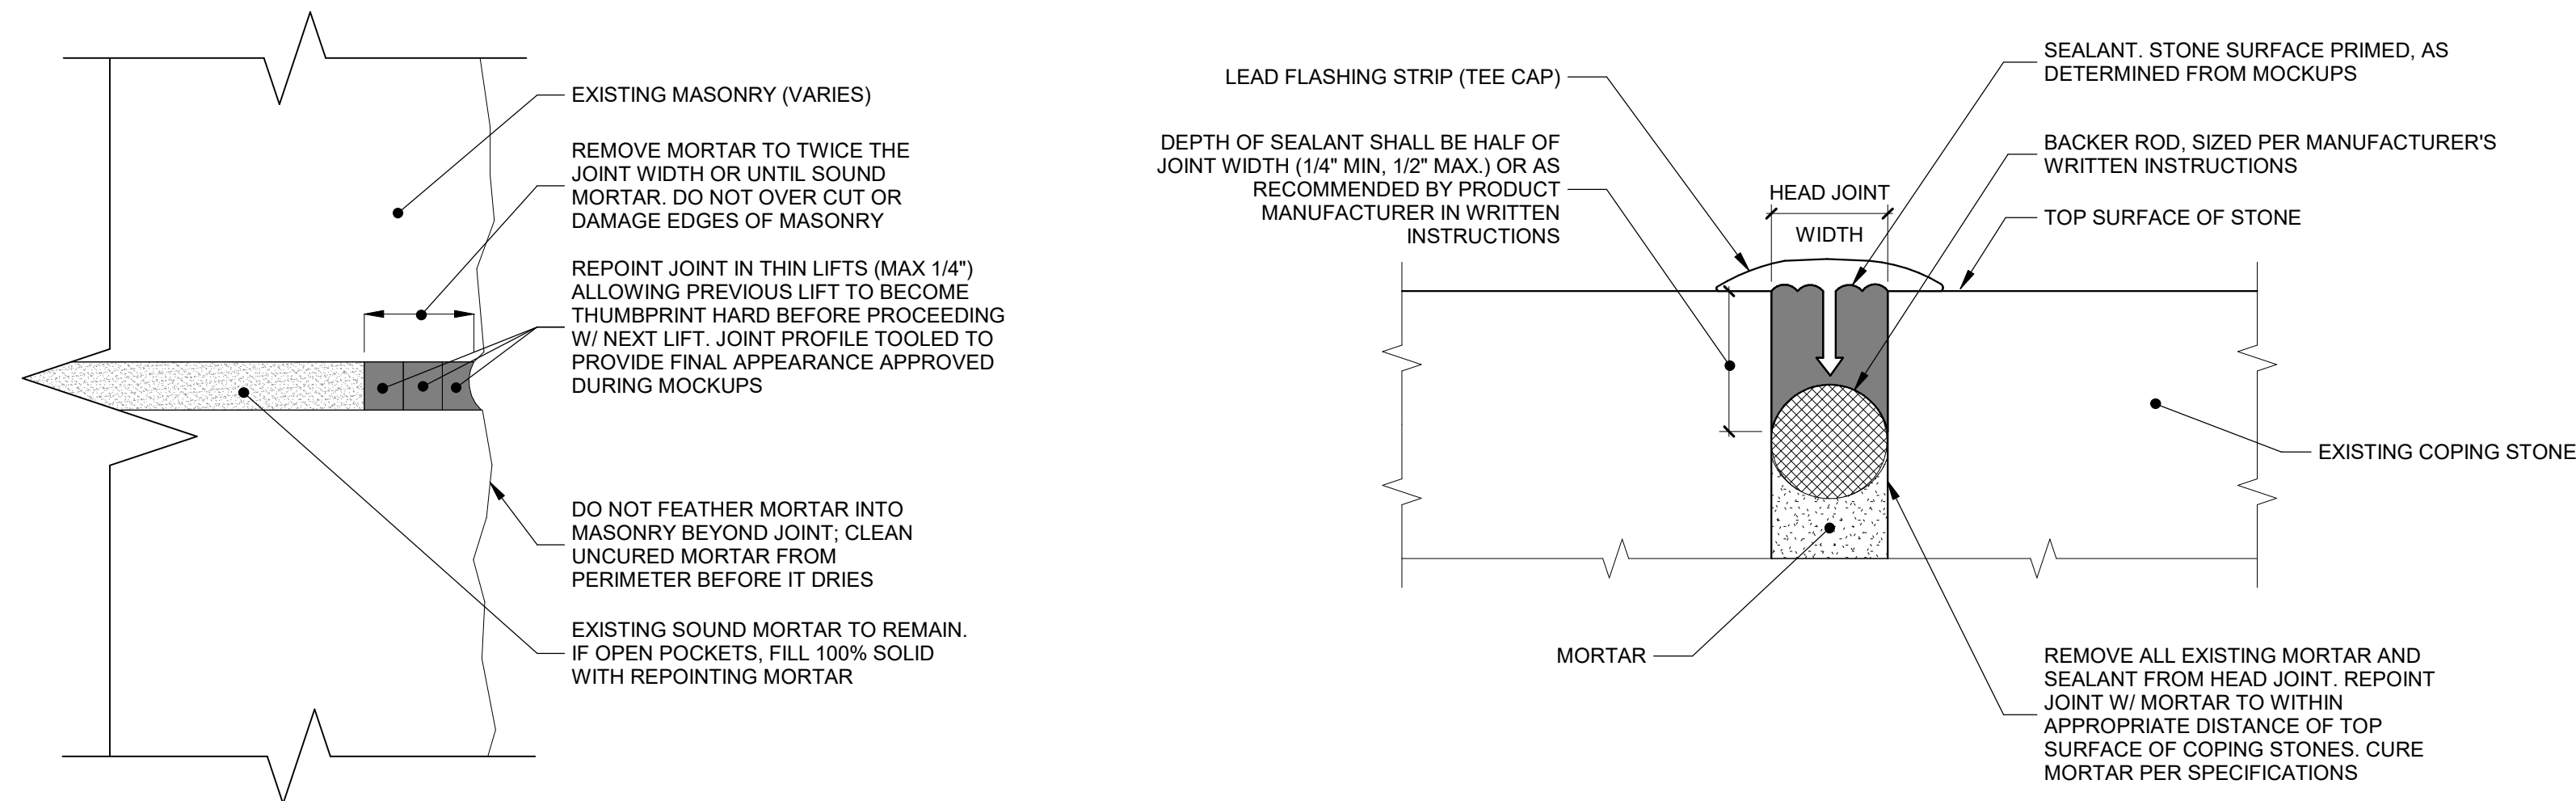 EXISTING MASONRY (VARIES)
REMOVE MORTAR TO TWICE THE
JOINT WIDTH OR UNTIL SOUND
MORTAR. DO NOT OVER CUT OR
DAMAGE EDGES OF MASONRY
REPOINT JOINT IN THIN LIFTS (MAX 1/4")
ALLOWING PREVIOUS LIFT TO BECOME
THUMBPRINT HARD BEFORE PROCEEDING
W/ NEXT LIFT. JOINT PROFILE TOOLED TO
PROVIDE FINAL APPEARANCE APPROVED
DURING MOCKUPS
DO NOT FEATHER MORTAR INTO
MASONRY BEYOND JOINT; CLEAN
UNCURED MORTAR FROM
PERIMETER BEFORE IT DRIES
EXISTING SOUND MORTAR TO REMAIN.
IF OPEN POCKETS, FILL 100% SOLID
WITH REPOINTING MORTAR
LEAD FLASHING STRIP (TEE CAP)
DEPTH OF SEALANT SHALL BE HALF OF
JOINT WIDTH (1/4" MIN, 1/2" MAX.) OR AS
RECOMMENDED BY PRODUCT
MANUFACTURER IN WRITTEN
INSTRUCTIONS
HEAD JOINT
WIDTH
SEALANT. STONE SURFACE PRIMED, AS
DETERMINED FROM MOCKUPS
BACKER ROD, SIZED PER MANUFACTURER'S
WRITTEN INSTRUCTIONS
TOP SURFACE OF STONE
EXISTING COPING STONE
MORTAR
REMOVE ALL EXISTING MORTAR AND
SEALANT FROM HEAD JOINT. REPOINT
JOINT W/ MORTAR TO WITHIN
APPROPRIATE DISTANCE OF TOP
SURFACE OF COPING STONES. CURE
MORTAR PER SPECIFICATIONS